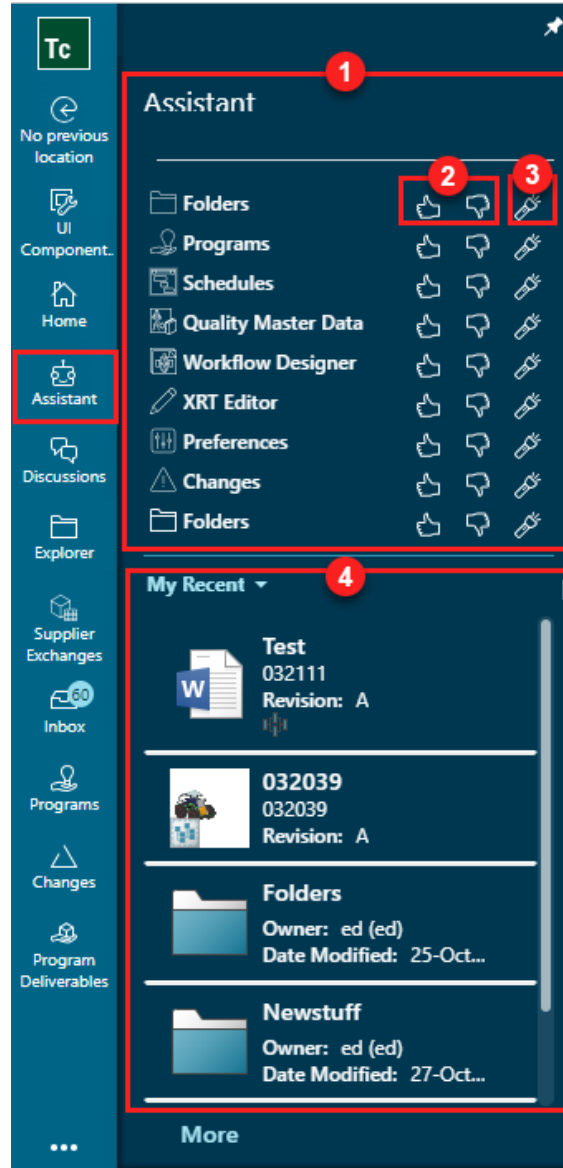 Tc
No previous
location
UI
Component..
Home
Assistant
Discussions
Explorer
Supplier
Exchanges
60
Inbox
Programs
Changes
Program
Deliverables
1
Assistant
2
3
Folders
Programs
Schedules
Quality Master Data
Workflow Designer
XRT Editor
Preferences
Changes
Folders
My Recent
4
W
Test
032111
Revision: A
032039
032039
Revision: A
Folders
Owner: ed (ed)
Date Modified: 25-Oct...
Newstuff
Owner: ed (ed)
Date Modified: 27-Oct...
More